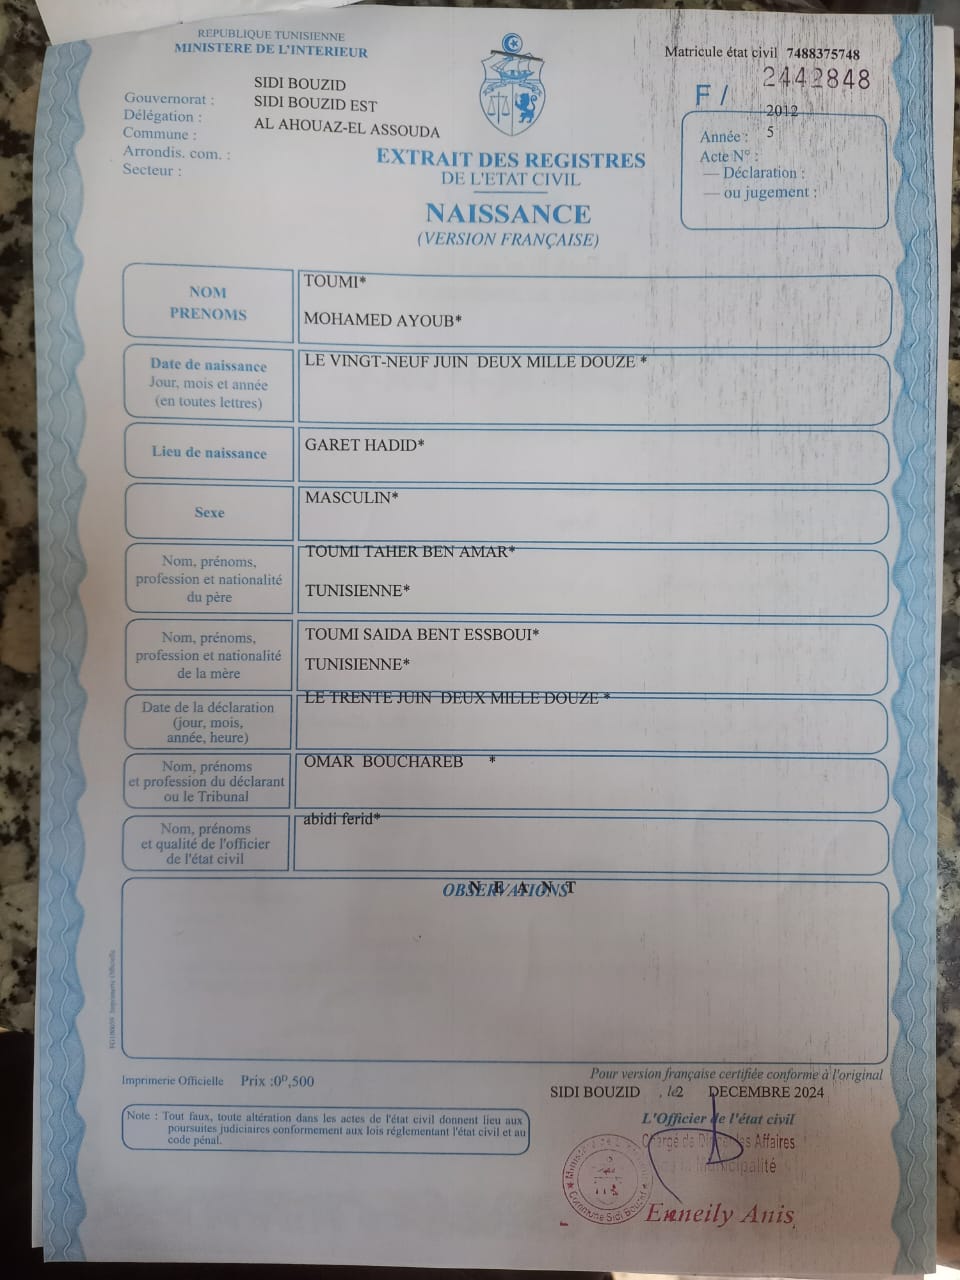 REPUBLIQUE TUNISIENNE
MINISTERE DE L'INTERIEUR
Matricule état civil 7488375748
2442848
F /
Gouvernorat : SIDI BOUZID
Délégation : SIDI BOUZID EST
Commune : AL AHOUAZ-EL ASSOUDA
Arrondis. com. :
Secteur :
2012
Année : 5
Acte N° :
— Déclaration :
— ou jugement :
EXTRAIT DES REGISTRES
DE L'ETAT CIVIL
NAISSANCE
(VERSION FRANÇAISE)
NOM
PRENOMS
TOUMI*
MOHAMED AYOUB*
Date de naissance
Jour, mois et année
(en toutes lettres)
LE VINGT-NEUF JUIN DEUX MILLE DOUZE *
Lieu de naissance
GARET HADID*
Sexe
MASCULIN*
Nom, prénoms,
profession et nationalité
du père
TOUMI TAHER BEN AMAR*
TUNISIENNE*
Nom, prénoms,
profession et nationalité
de la mère
TOUMI SAIDA BENT ESSBOUI*
TUNISIENNE*
Date de la déclaration
(jour, mois,
année, heure)
LE TRENTE JUIN DEUX MILLE DOUZE *
Nom, prénoms
et profession du déclarant
ou le Tribunal
OMAR BOUCHAREB *
Nom, prénoms
et qualité de l'officier
de l'état civil
abidi ferid*
OBSERVATIONS
N E A N T
Imprimerie Officielle Prix :0ᴰ,500
Pour version française certifiée conforme à l'original
SIDI BOUZID , le 2 DECEMBRE 2024
L'Officier de l'état civil
Note : Tout faux, toute altération dans les actes de l'état civil donnent lieu aux
poursuites judiciaires conformement aux lois réglementant l'état civil et au
code pénal.
Chargé de Affaires
Municipalité
Commune Sidi Bouzid
Enneily Anis